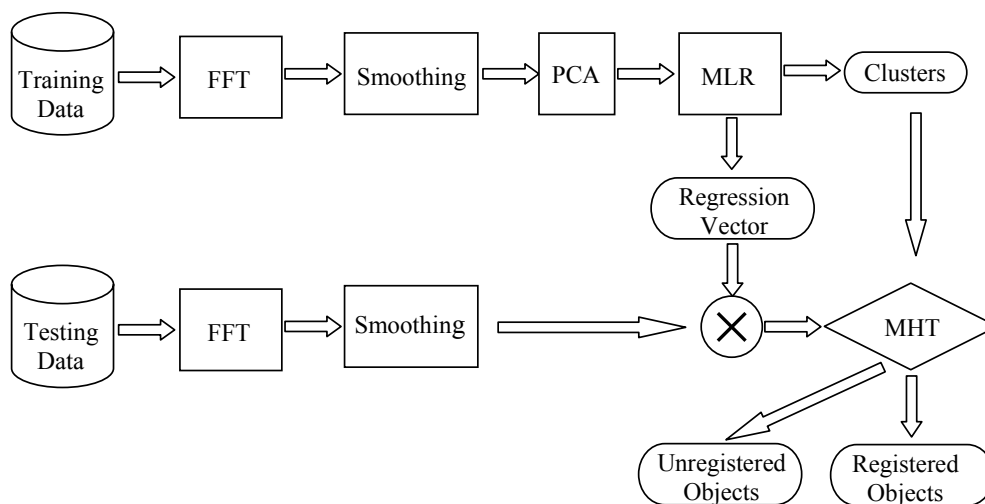 Training
Data
FFT
Smoothing
PCA
MLR
Clusters
Regression
Vector
Testing
Data
FFT
Smoothing
MHT
Unregistered
Objects
Registered
Objects